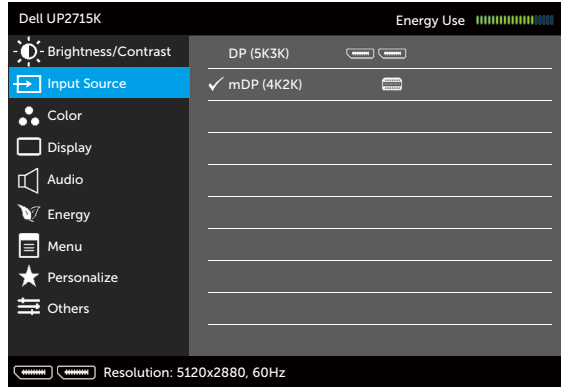 Dell UP2715K
Energy Use
Brightness/Contrast
DP (5K3K)
Input Source
mDP (4K2K)
Color
Display
Audio
Energy
Menu
Personalize
Others
Resolution: 5120x2880, 60Hz